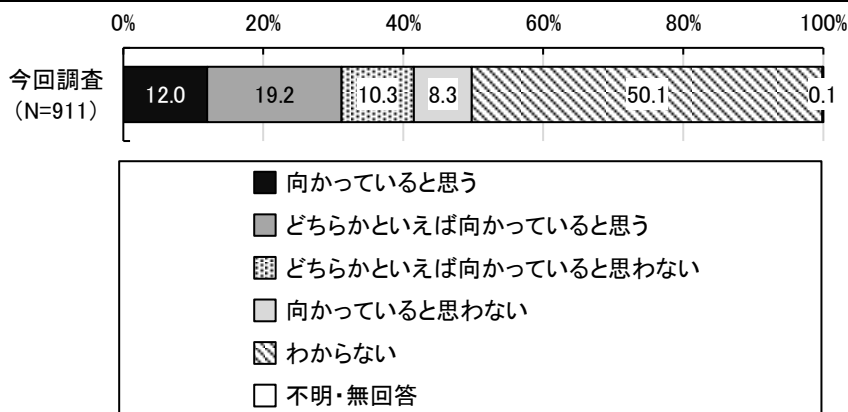 0% 20% 40% 60% 80% 100%
今回調査
(N=911)
12.0 19.2 10.3 8.3 50.1 0.1
向かっていると思う
どちらかといえば向かっていると思う
どちらかといえば向かっていると思わない
向かっていると思わない
わからない
不明・無回答